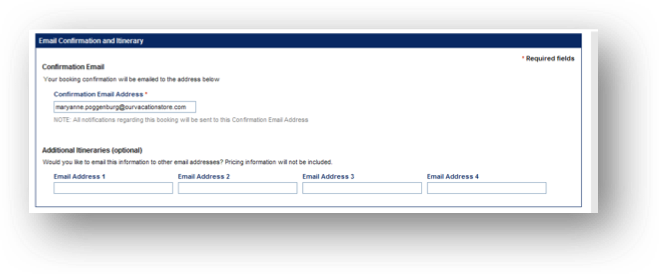 Email Confirmation and Itinerary
* Required fields
Confirmation Email
Your booking confirmation will be emailed to the address below
Confirmation Email Address *
maryanne.poggenburg@ourvacationstore.com
NOTE: All notifications regarding this booking will be sent to this Confirmation Email Address
Additional Itineraries (optional)
Would you like to email this information to other email addresses? Pricing information will not be included.
Email Address 1 Email Address 2 Email Address 3 Email Address 4